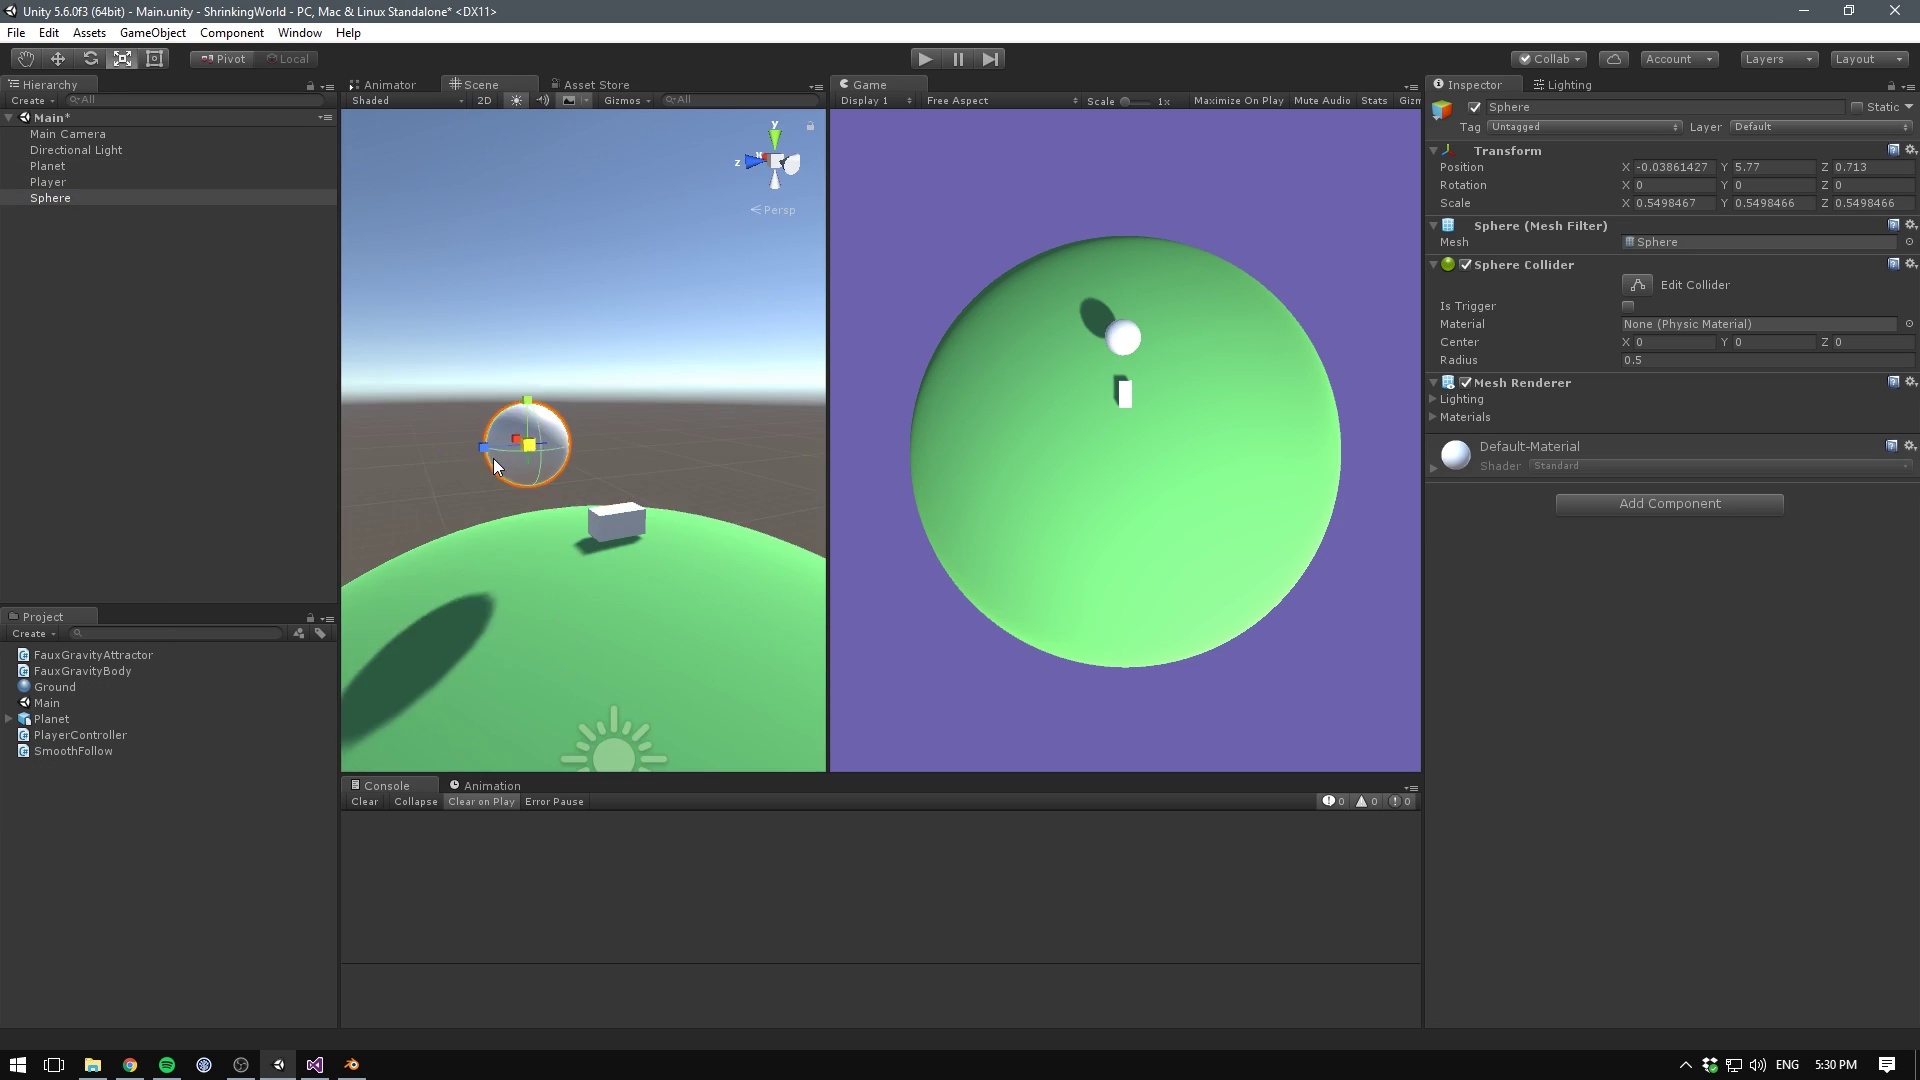 Unity 5.6.0f3 (64bit) - Main.unity - ShrinkingWorld - PC, Mac & Linux Standalone* <DX11>
File Edit Assets GameObject Component Window Help
Pivot Local Collab Account Layers Layout
Hierarchy
Create All
Main*
Main Camera
Directional Light
Planet
Player
Sphere
Project
Create
FauxGravityAttractor
FauxGravityBody
Ground
Main
Planet
PlayerController
SmoothFollow
Animator Scene Asset Store
Shaded 2D Gizmos All
y
z x
Persp
Game
Display 1 Free Aspect Scale 1x Maximize On Play Mute Audio Stats Gizm
Console Animation
Clear Collapse Clear on Play Error Pause 0 0 0
Inspector Lighting
Sphere Static
Tag Untagged Layer Default
Transform
Position X -0.03861427 Y 5.77 Z 0.713
Rotation X 0 Y 0 Z 0
Scale X 0.5498467 Y 0.5498466 Z 0.5498466
Sphere (Mesh Filter)
Mesh Sphere
Sphere Collider
Edit Collider
Is Trigger
Material None (Physic Material)
Center X 0 Y 0 Z 0
Radius 0.5
Mesh Renderer
Lighting
Materials
Default-Material
Shader Standard
Add Component
ENG 5:30 PM